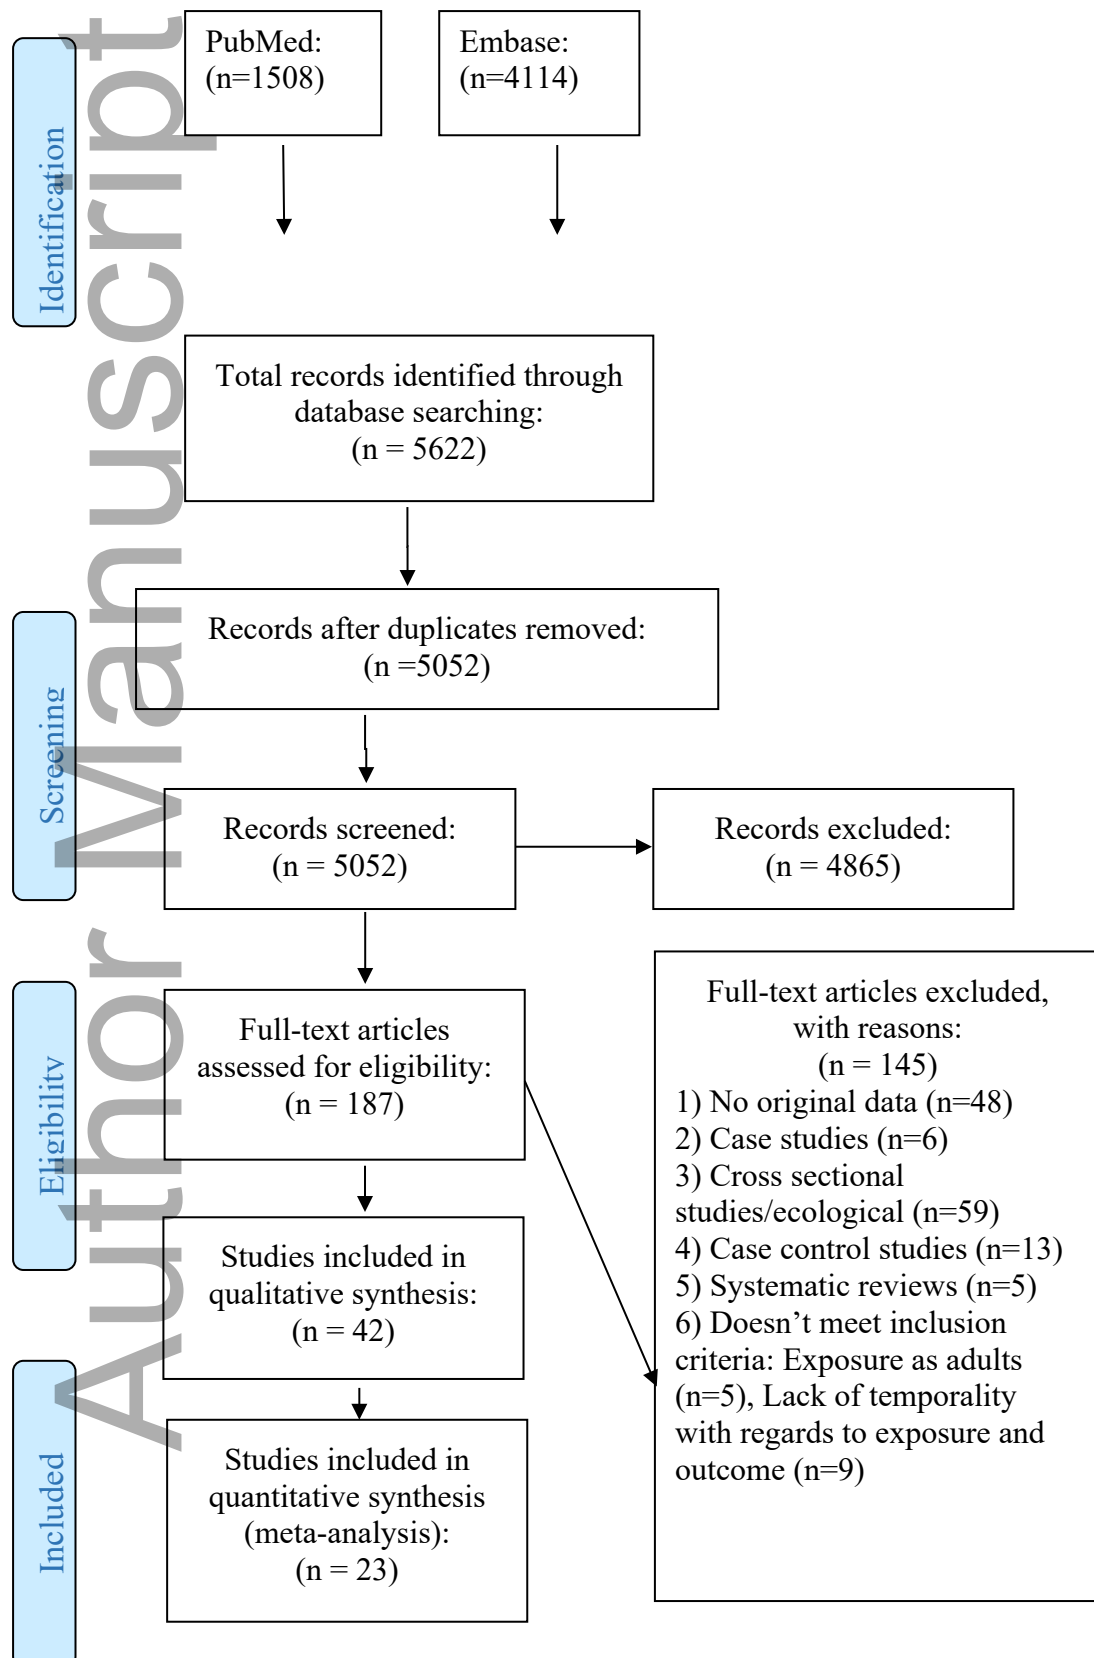 PubMed:
(n=1508)
Embase:
(n=4114)
Identification
Total records identified through
database searching:
(n = 5622)
Records after duplicates removed:
(n =5052)
Screening
Records screened:
(n = 5052)
Records excluded:
(n = 4865)
Eligibility
Full-text articles
assessed for eligibility:
(n = 187)
Full-text articles excluded,
with reasons:
(n = 145)
1) No original data (n=48)
2) Case studies (n=6)
3) Cross sectional
studies/ecological (n=59)
4) Case control studies (n=13)
5) Systematic reviews (n=5)
6) Doesn’t meet inclusion
criteria: Exposure as adults
(n=5), Lack of temporality
with regards to exposure and
outcome (n=9)
Studies included in
qualitative synthesis:
(n = 42)
Included
Studies included in
quantitative synthesis
(meta-analysis):
(n = 23)
Author Manuscript